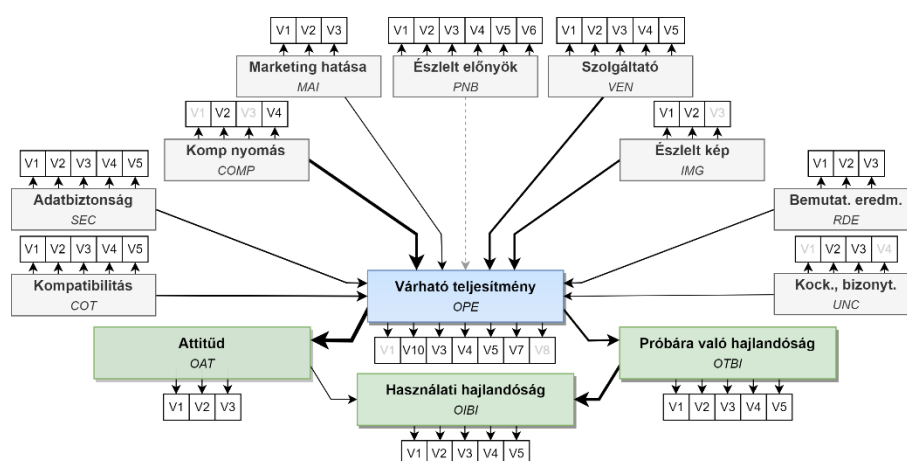 V1 V2 V3
Marketing hatása
MAI
V1 V2 V3 V4 V5 V6
Észlelt előnyök
PNB
V1 V2 V3 V4 V5
Szolgáltató
VEN
V1 V2 V3 V4
Komp nyomás
COMP
V1 V2 V3
Észlelt kép
IMG
V1 V2 V3 V4 V5
Adatbiztonság
SEC
V1 V2 V3
Bemutat. eredm.
RDE
V1 V2 V3 V4 V5
Kompatibilitás
COT
V1 V2 V3 V4
Kock., bizonyt.
UNC
Várható teljesítmény
OPE
V1 V10 V3 V4 V5 V7 V8
Attitűd
OAT
V1 V2 V3
Próbára való hajlandóság
OTBI
V1 V2 V3 V4 V5
Használati hajlandóság
OIBI
V1 V2 V3 V4 V5